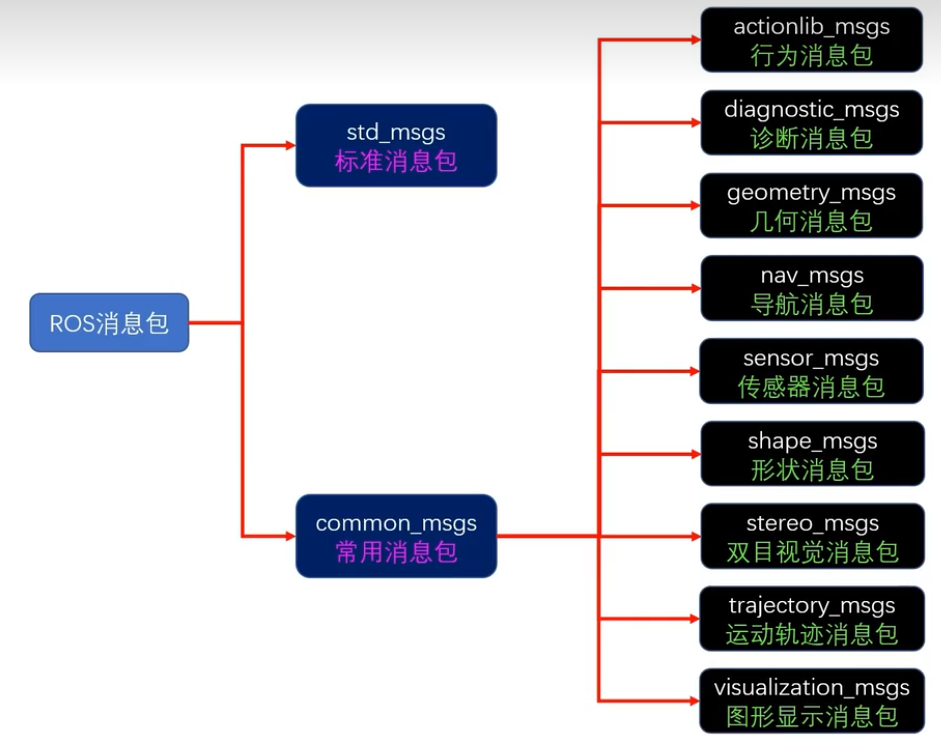 ROS消息包
std_msgs
标准消息包
common_msgs
常用消息包
actionlib_msgs
行为消息包
diagnostic_msgs
诊断消息包
geometry_msgs
几何消息包
nav_msgs
导航消息包
sensor_msgs
传感器消息包
shape_msgs
形状消息包
stereo_msgs
双目视觉消息包
trajectory_msgs
运动轨迹消息包
visualization_msgs
图形显示消息包